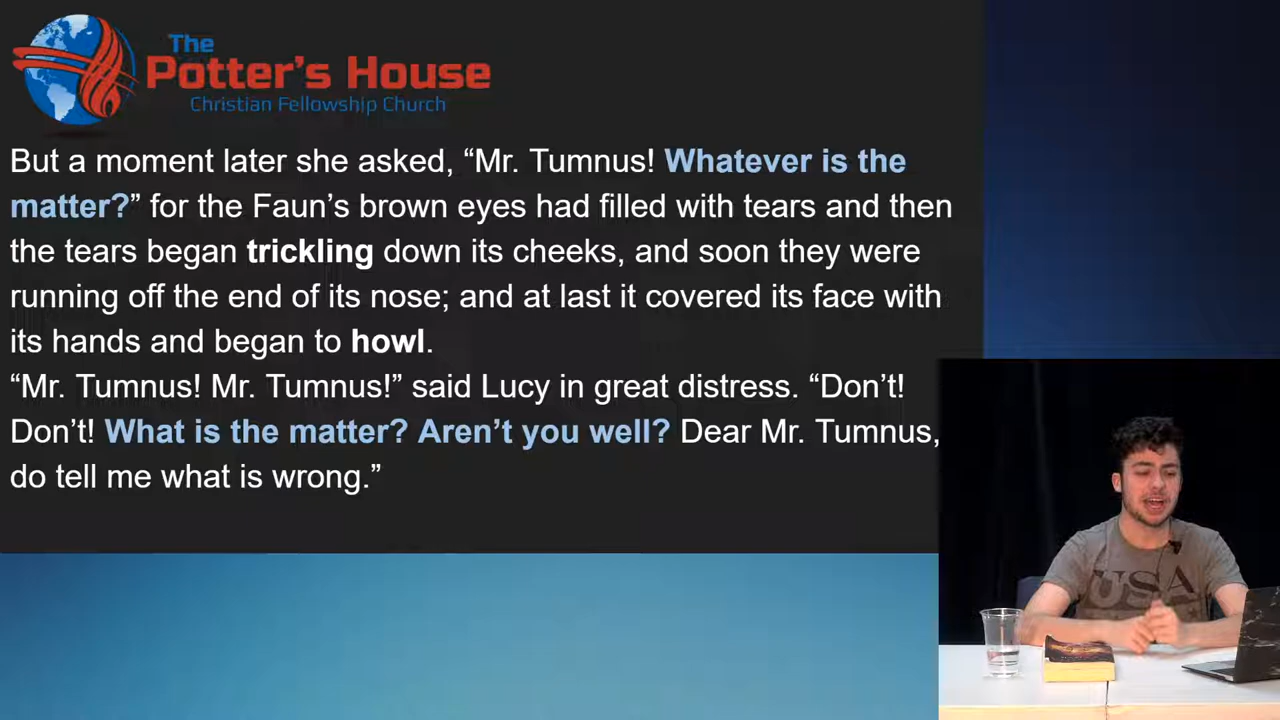 The
Potter's House
Christian Fellowship Church
But a moment later she asked, “Mr. Tumnus! Whatever is the
matter?” for the Faun’s brown eyes had filled with tears and then
the tears began trickling down its cheeks, and soon they were
running off the end of its nose; and at last it covered its face with
its hands and began to howl.
“Mr. Tumnus! Mr. Tumnus!” said Lucy in great distress. “Don’t!
Don’t! What is the matter? Aren’t you well? Dear Mr. Tumnus,
do tell me what is wrong.”
USA